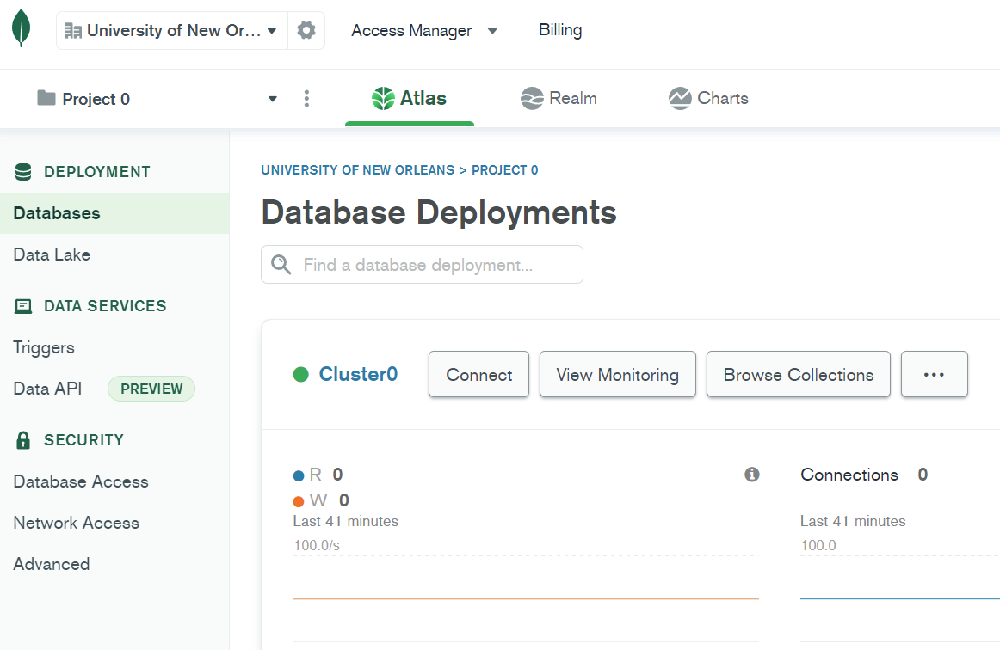 University of New Or...
Access Manager
Billing
Project 0
Atlas
Realm
Charts
DEPLOYMENT
Databases
Data Lake
DATA SERVICES
Triggers
Data API
PREVIEW
SECURITY
Database Access
Network Access
Advanced
UNIVERSITY OF NEW ORLEANS > PROJECT 0
Database Deployments
Find a database deployment...
Cluster0
Connect
View Monitoring
Browse Collections
...
R 0
W 0
Last 41 minutes
100.0/s
Connections 0
Last 41 minutes
100.0